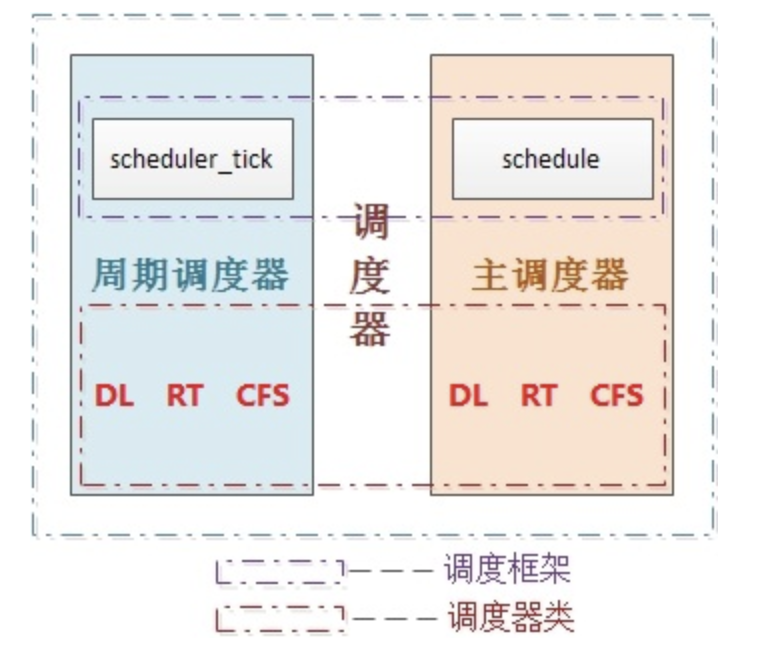 scheduler_tick
schedule
调度器
周期调度器
主调度器
DL RT CFS
DL RT CFS
调度框架
调度器类